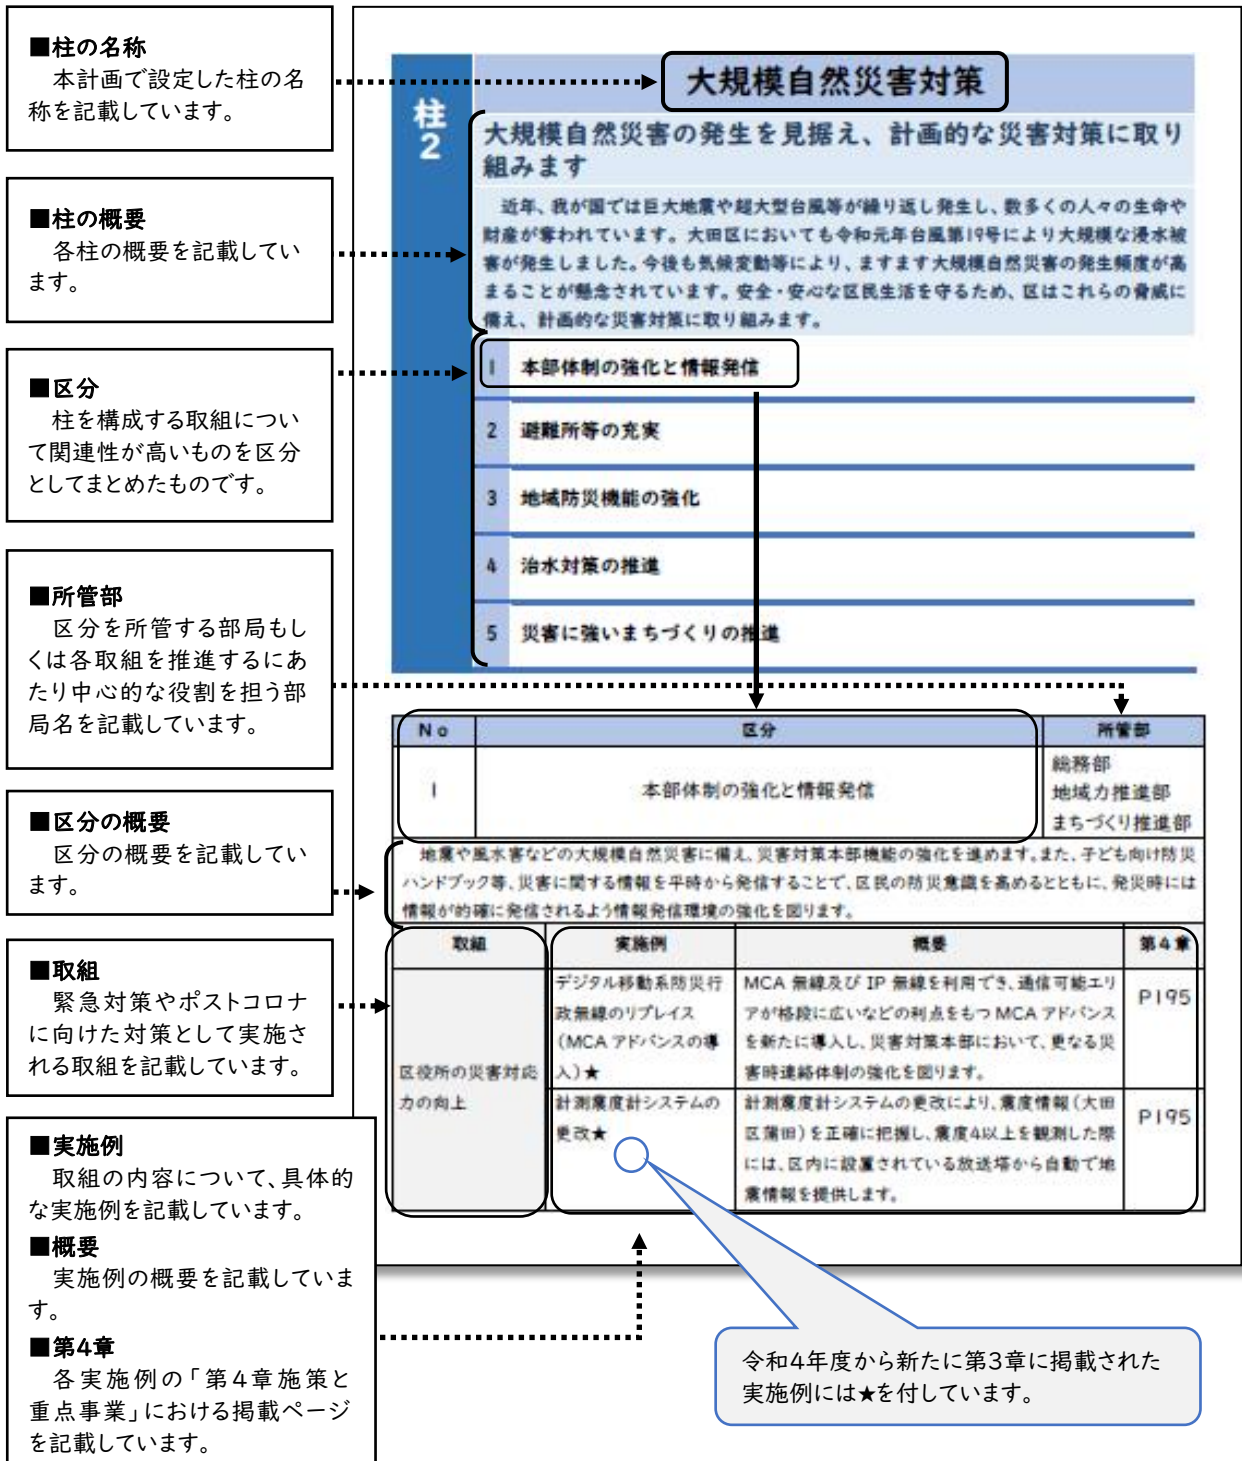 ■柱の名称
本計画で設定した柱の名
称を記載しています。
■柱の概要
各柱の概要を記載してい
ます。
■区分
柱を構成する取組につい
て関連性が高いものを区分
としてまとめたものです。
■所管部
区分を所管する部局もし
くは各取組を推進するにあ
たり中心的な役割を担う部
局名を記載しています。
■区分の概要
区分の概要を記載してい
ます。
■取組
緊急対策やポストコロナ
に向けた対策として実施さ
れる取組を記載しています。
■実施例
取組の内容について、具体的
な実施例を記載しています。
■概要
実施例の概要を記載していま
す。
■第4章
各実施例の「第4章施策と
重点事業」における掲載ページ
を記載しています。
柱2
大規模自然災害対策
大規模自然災害の発生を見据え、計画的な災害対策に取り
組みます
近年、我が国では巨大地震や超大型台風等が繰り返し発生し、数多くの人々の生命や
財産が奪われています。大田区においても令和元年台風第19号により大規模な浸水被
害が発生しました。今後も気候変動等により、ますます大規模自然災害の発生頻度が高
まることが懸念されています。安全・安心な区民生活を守るため、区はこれらの脅威に
備え、計画的な災害対策に取り組みます。
1 本部体制の強化と情報発信
2 避難所等の充実
3 地域防災機能の強化
4 治水対策の推進
5 災害に強いまちづくりの推進
No 区分 所管部
1 本部体制の強化と情報発信 総務部
地域力推進部
まちづくり推進部
地震や風水害などの大規模自然災害に備え、災害対策本部機能の強化を進めます。また、子ども向け防災
ハンドブック等、災害に関する情報を平時から発信することで、区民の防災意識を高めるとともに、発災時には
情報が的確に発信されるよう情報発信環境の強化を図ります。
取組 実施例 概要 第4章
区役所の災害対応
力の向上
デジタル移動系防災行
政無線のリプレイス
(MCAアドバンスの導
入)★
MCA 無線及び IP 無線を利用でき、通信可能エリ
アが格段に広いなどの利点をもつ MCA アドバンス
を新たに導入し、災害対策本部において、更なる災
害時連絡体制の強化を図ります。
P195
計測震度計システムの
更改★
計測震度計システムの更改により、震度情報(大田
区蒲田)を正確に把握し、震度4以上を観測した際
には、区内に設置されている放送塔から自動で地
震情報を提供します。
P195
令和4年度から新たに第3章に掲載された
実施例には★を付しています。